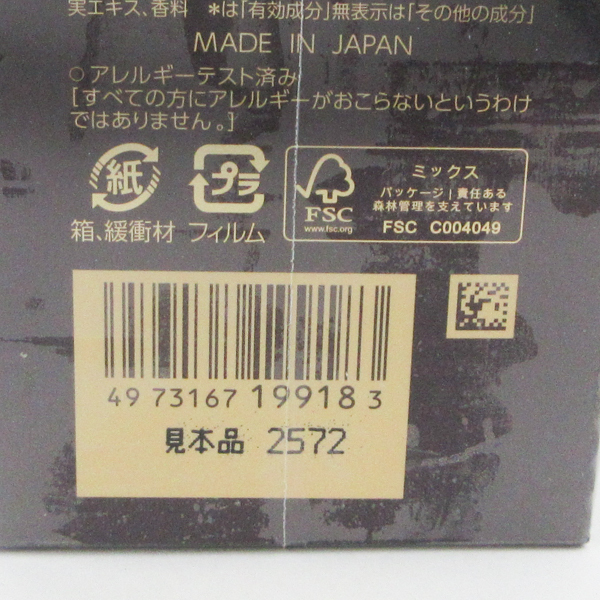 実エキス、香料 *は「有効成分」無表示は「その他の成分」
MADE IN JAPAN
○アレルギーテスト済み
[すべての方にアレルギーがおこらないというわけ
ではありません。]
紙
箱、緩衝材
プラ
フィルム
FSC
www.fsc.org
ミックス
パッケージ|責任ある
森林管理を支えています
FSC C004049
4973167199183
見本品 2572